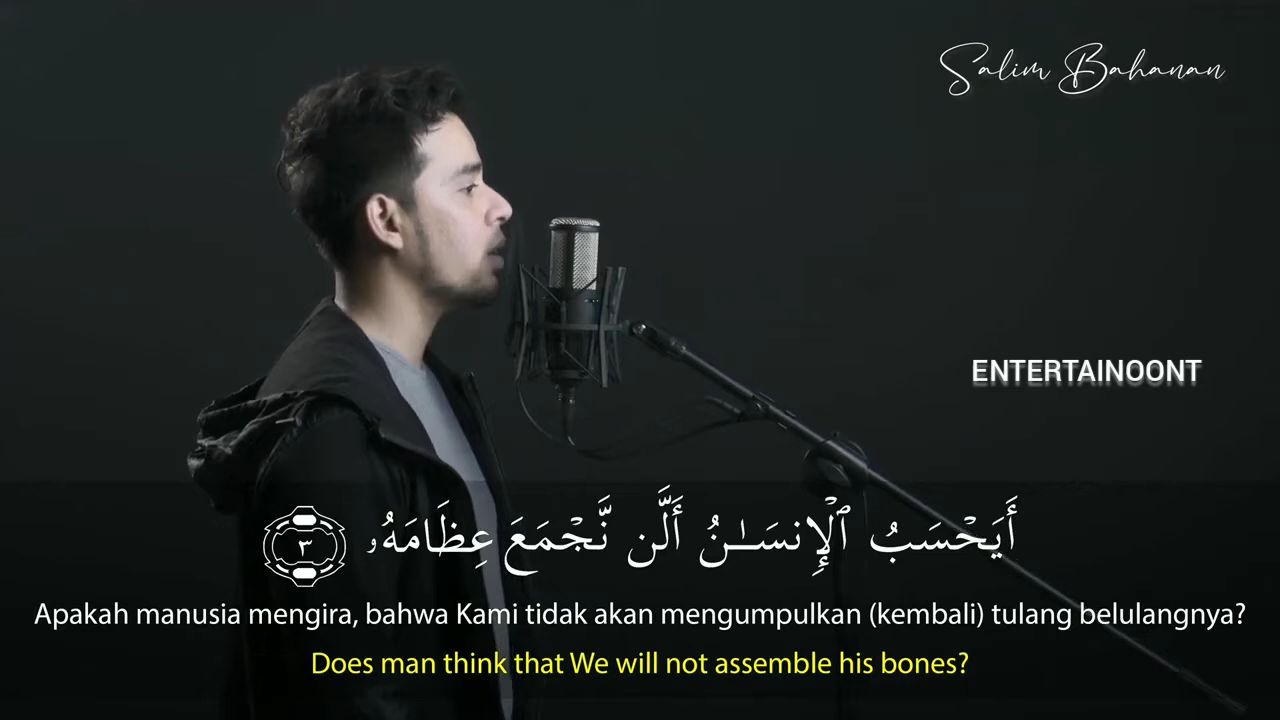 Salim Bahanan
ENTERTAINOONT
أَيَحْسَبُ ٱلْإِنسَـٰنُ أَلَّن نَّجْمَعَ عِظَامَهُۥ ٣
Apakah manusia mengira, bahwa Kami tidak akan mengumpulkan (kembali) tulang belulangnya?
Does man think that We will not assemble his bones?